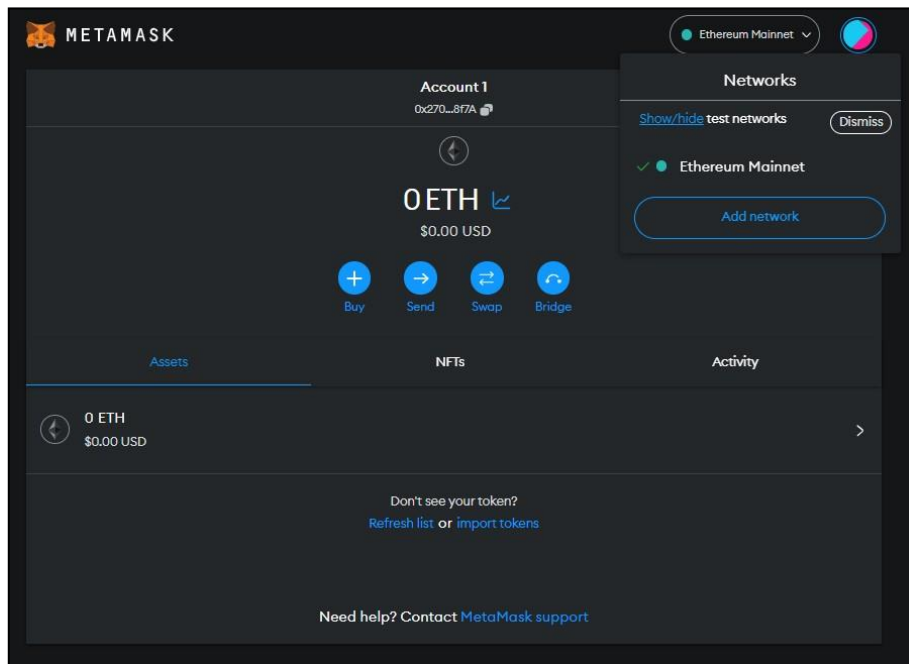 METAMASK
Ethereum Mainnet
Networks
Show/hide test networks
Dismiss
Ethereum Mainnet
Add network
Account 1
0x270...8f7A
0 ETH
$0.00 USD
Buy
Send
Swap
Bridge
Assets
NFTs
Activity
0 ETH
$0.00 USD
Don't see your token?
Refresh list or import tokens
Need help? Contact MetaMask support